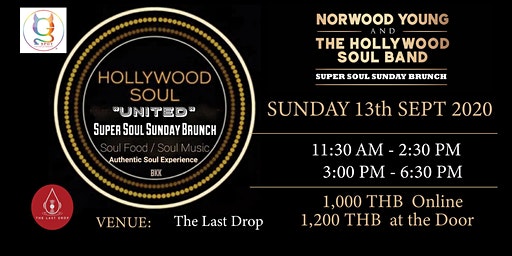 G SPOT
HOLLYWOOD
SOUL
"UNITED"
SUPER SOUL SUNDAY BRUNCH
Soul Food / Soul Music
Authentic Soul Experience
BKK
THE LAST DROP
VENUE: The Last Drop
NORWOOD YOUNG
AND
THE HOLLYWOOD
SOUL BAND
SUPER SOUL SUNDAY BRUNCH
SUNDAY 13th SEPT 2020
11:30 AM - 2:30 PM
3:00 PM - 6:30 PM
1,000 THB Online
1,200 THB at the Door